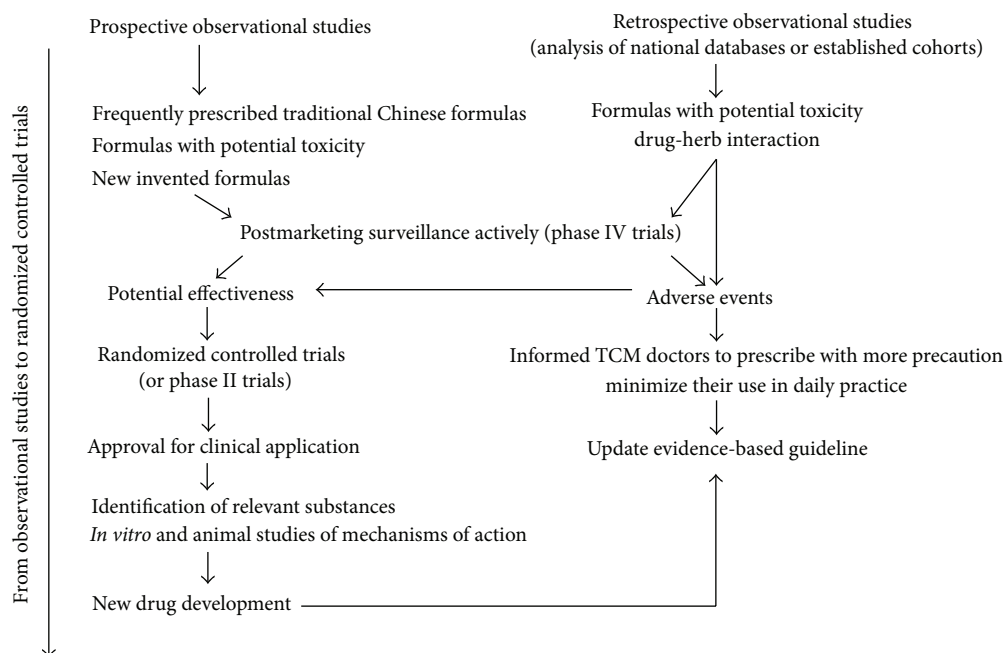 From observational studies to randomized controlled trials
Prospective observational studies
Retrospective observational studies
(analysis of national databases or established cohorts)
Frequently prescribed traditional Chinese formulas
Formulas with potential toxicity
New invented formulas
Formulas with potential toxicity
drug-herb interaction
Postmarketing surveillance actively (phase IV trials)
Potential effectiveness
Adverse events
Randomized controlled trials
(or phase II trials)
Informed TCM doctors to prescribe with more precaution
minimize their use in daily practice
Approval for clinical application
Update evidence-based guideline
Identification of relevant substances
In vitro and animal studies of mechanisms of action
New drug development